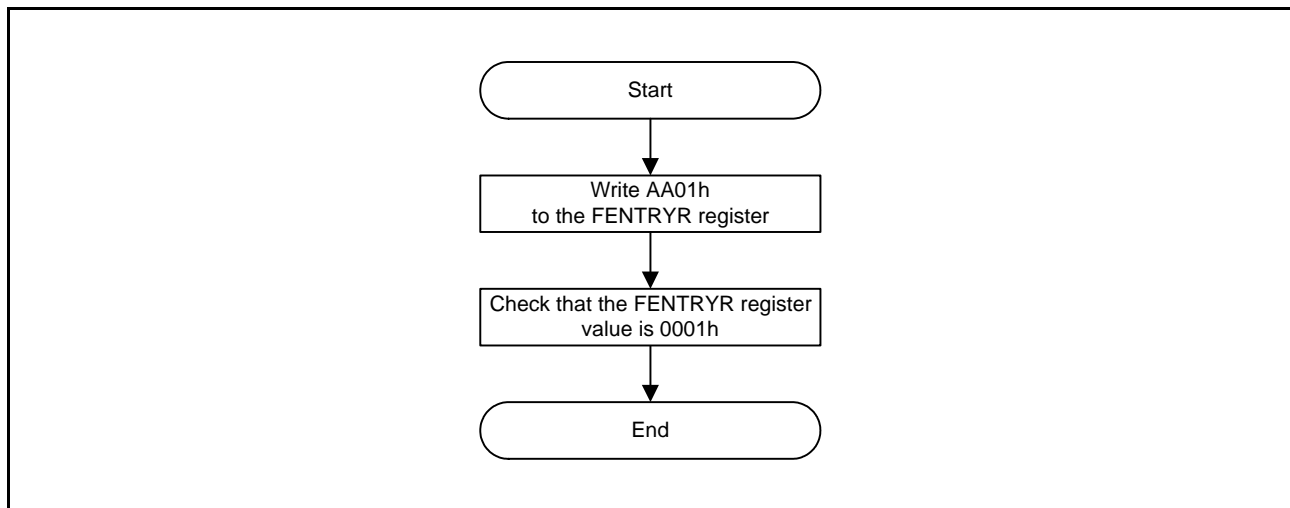 Start
Write AA01h
to the FENTRYR register
Check that the FENTRYR register
value is 0001h
End